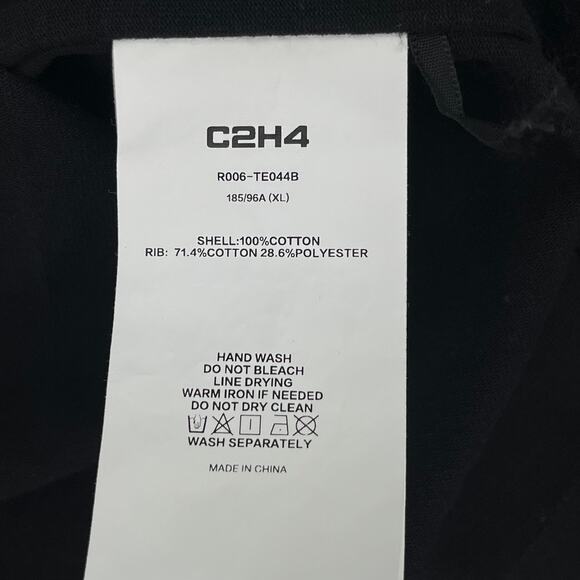 C2H4
R006-TE044B
185/96A (XL)
SHELL:100%COTTON
RIB: 71.4%COTTON 28.6%POLYESTER
HAND WASH
DO NOT BLEACH
LINE DRYING
WARM IRON IF NEEDED
DO NOT DRY CLEAN
WASH SEPARATELY
MADE IN CHINA